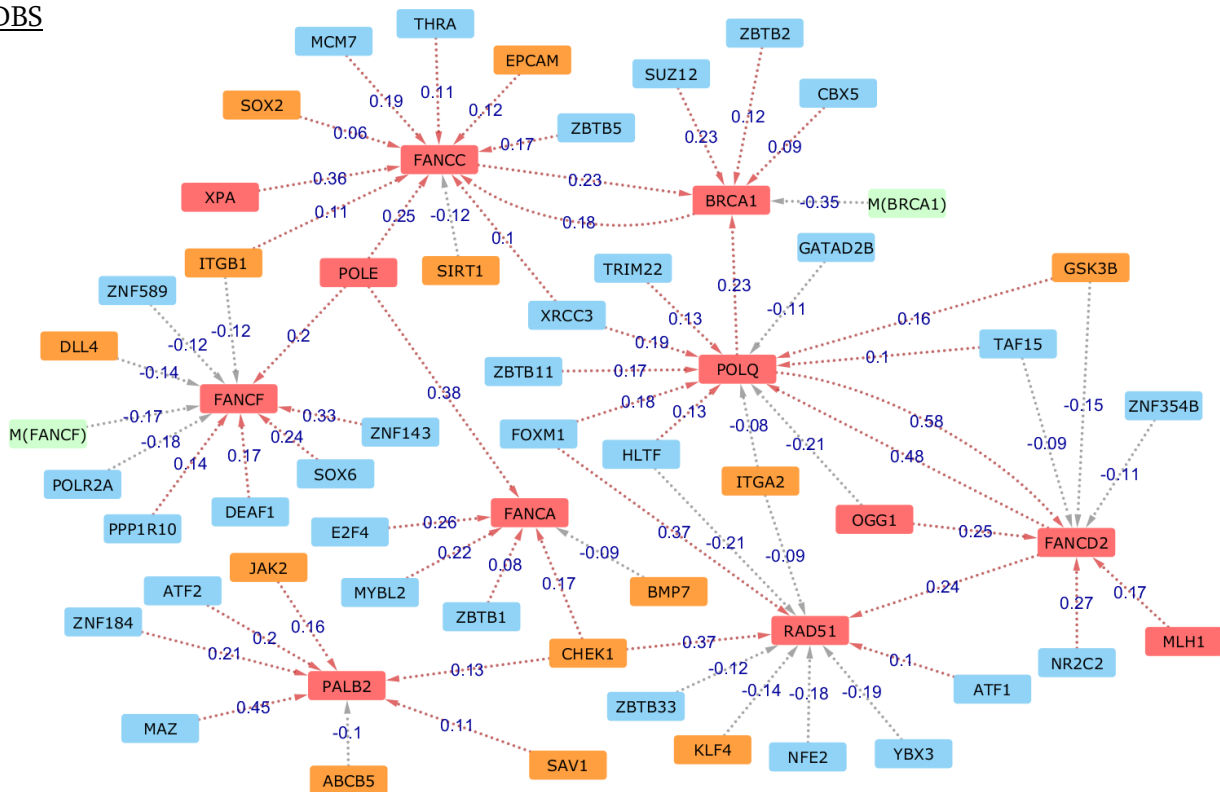 DBS
THRA
ZBTB2
MCM7
EPCAM
SUZ12
CBX5
SOX2
0.19
0.11
0.12
0.12
0.06
0.17
ZBTB5
0.23
0.09
FANCC
XPA
0.36
0.23
BRCA1
-0.35
M(BRCA1)
0.11
0.25
-0.12
0.18
0.1
GATAD2B
ITGB1
POLE
SIRT1
TRIM22
GSK3B
ZNF589
0.23
-0.11
XRCC3
0.13
0.16
-0.12
-0.12
0.2
0.19
TAF15
DLL4
0.1
-0.14
ZBTB11
0.17
POLQ
0.38
FANCF
0.18
0.13
-0.15
ZNF354B
M(FANCF)
-0.17
0.33
ZNF143
FOXM1
-0.08
-0.21
0.58
-0.18
0.24
HLTF
-0.09
0.14
0.17
0.48
-0.11
POLR2A
SOX6
ITGA2
DEAF1
FANCA
OGG1
PPP1R10
E2F4
0.26
0.37
-0.21
0.25
FANCD2
0.22
-0.09
-0.09
JAK2
0.08
ATF2
MYBL2
0.17
BMP7
0.24
0.27
0.17
ZNF184
ZBTB1
0.16
0.2
0.37
RAD51
MLH1
0.21
CHEK1
0.13
-0.12
0.1
NR2C2
PALB2
-0.14
-0.18
-0.19
ATF1
ZBTB33
0.45
0.11
MAZ
-0.1
KLF4
NFE2
YBX3
SAV1
ABCB5